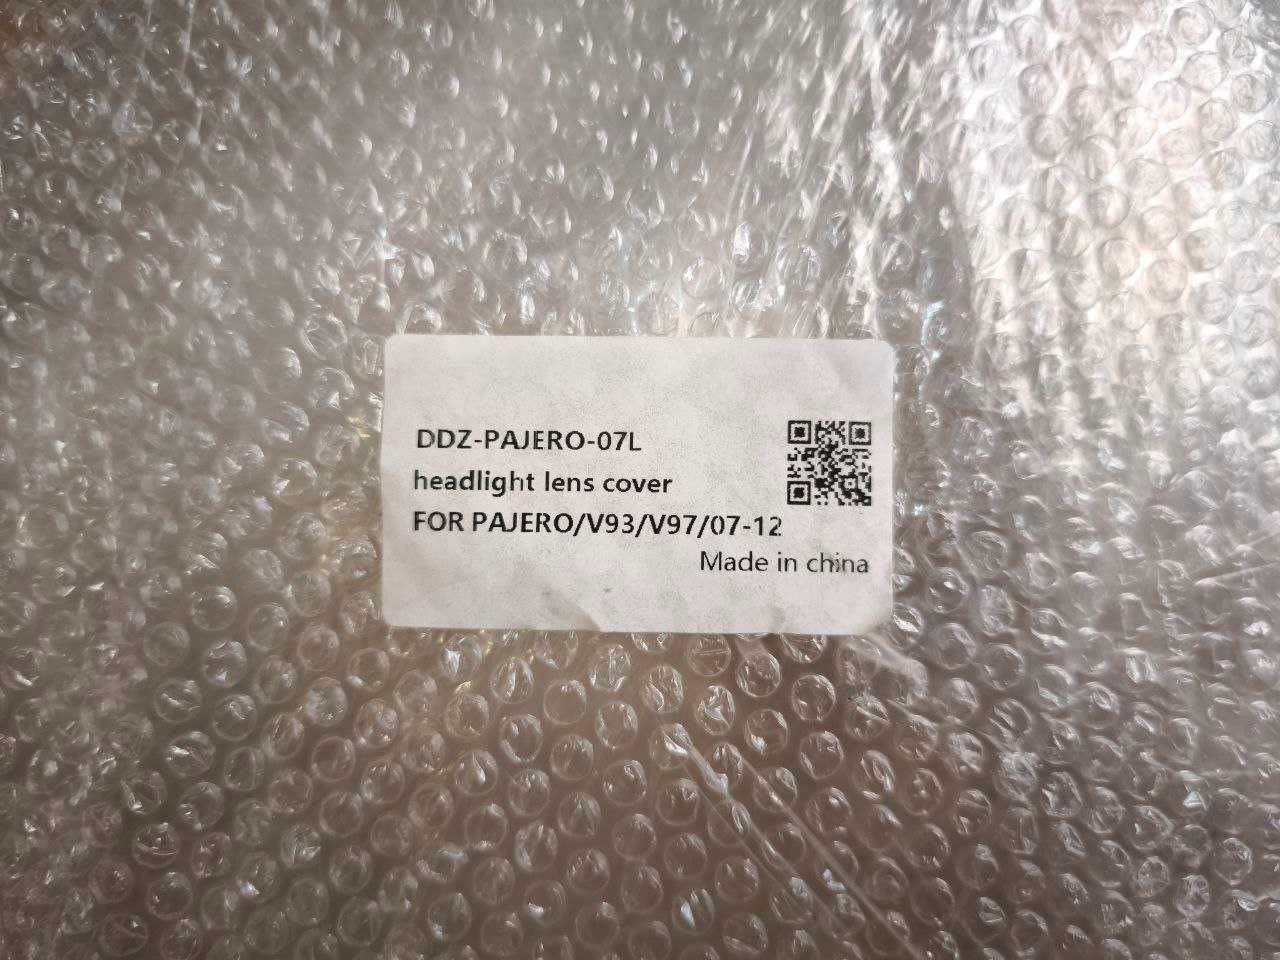 DDZ-PAJERO-07L
headlight lens cover
FOR PAJERO/V93/V97/07-12
Made in china